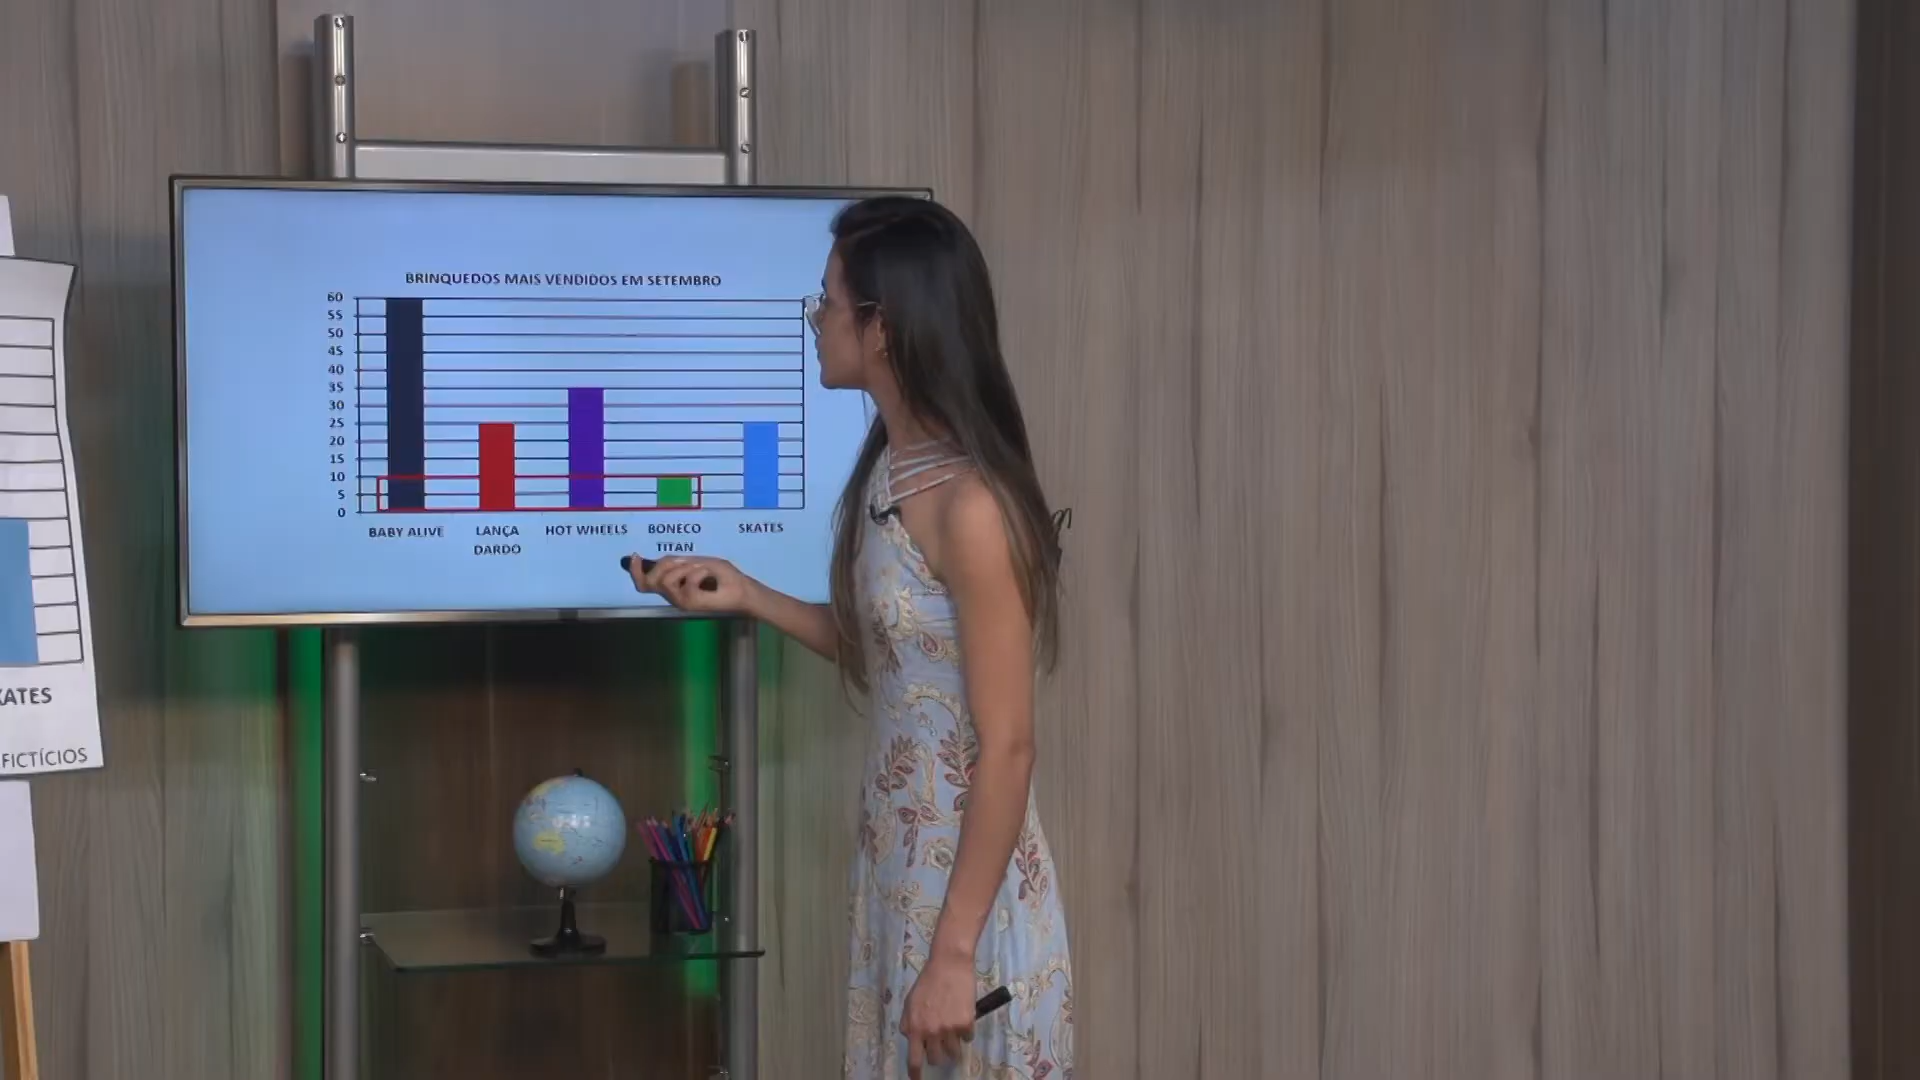 BRINQUEDOS MAIS VENDIDOS EM SETEMBRO
60
55
50
45
40
35
30
25
20
15
10
5
0
BABY ALIVE
LANÇA
DARDO
HOT WHEELS
BONECO
TITAN
SKATES
KATES
FICTÍCIOS